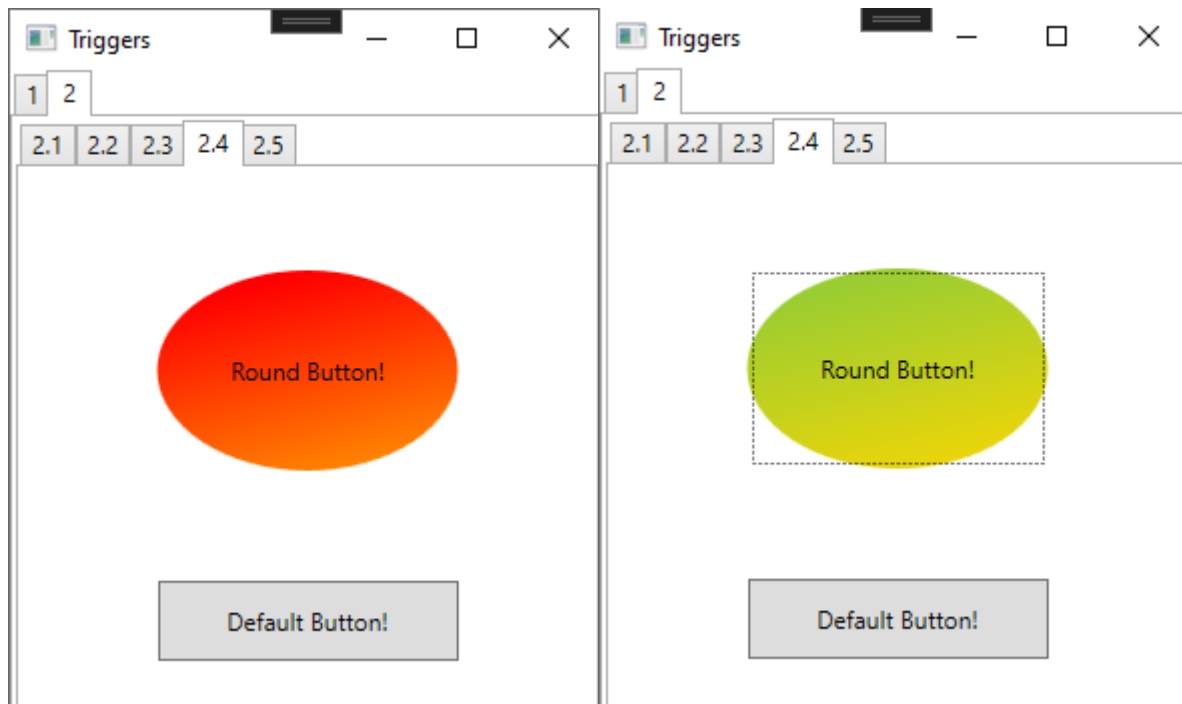 Triggers
1 2
2.1 2.2 2.3 2.4 2.5
Round Button!
Default Button!
Triggers
1 2
2.1 2.2 2.3 2.4 2.5
Round Button!
Default Button!